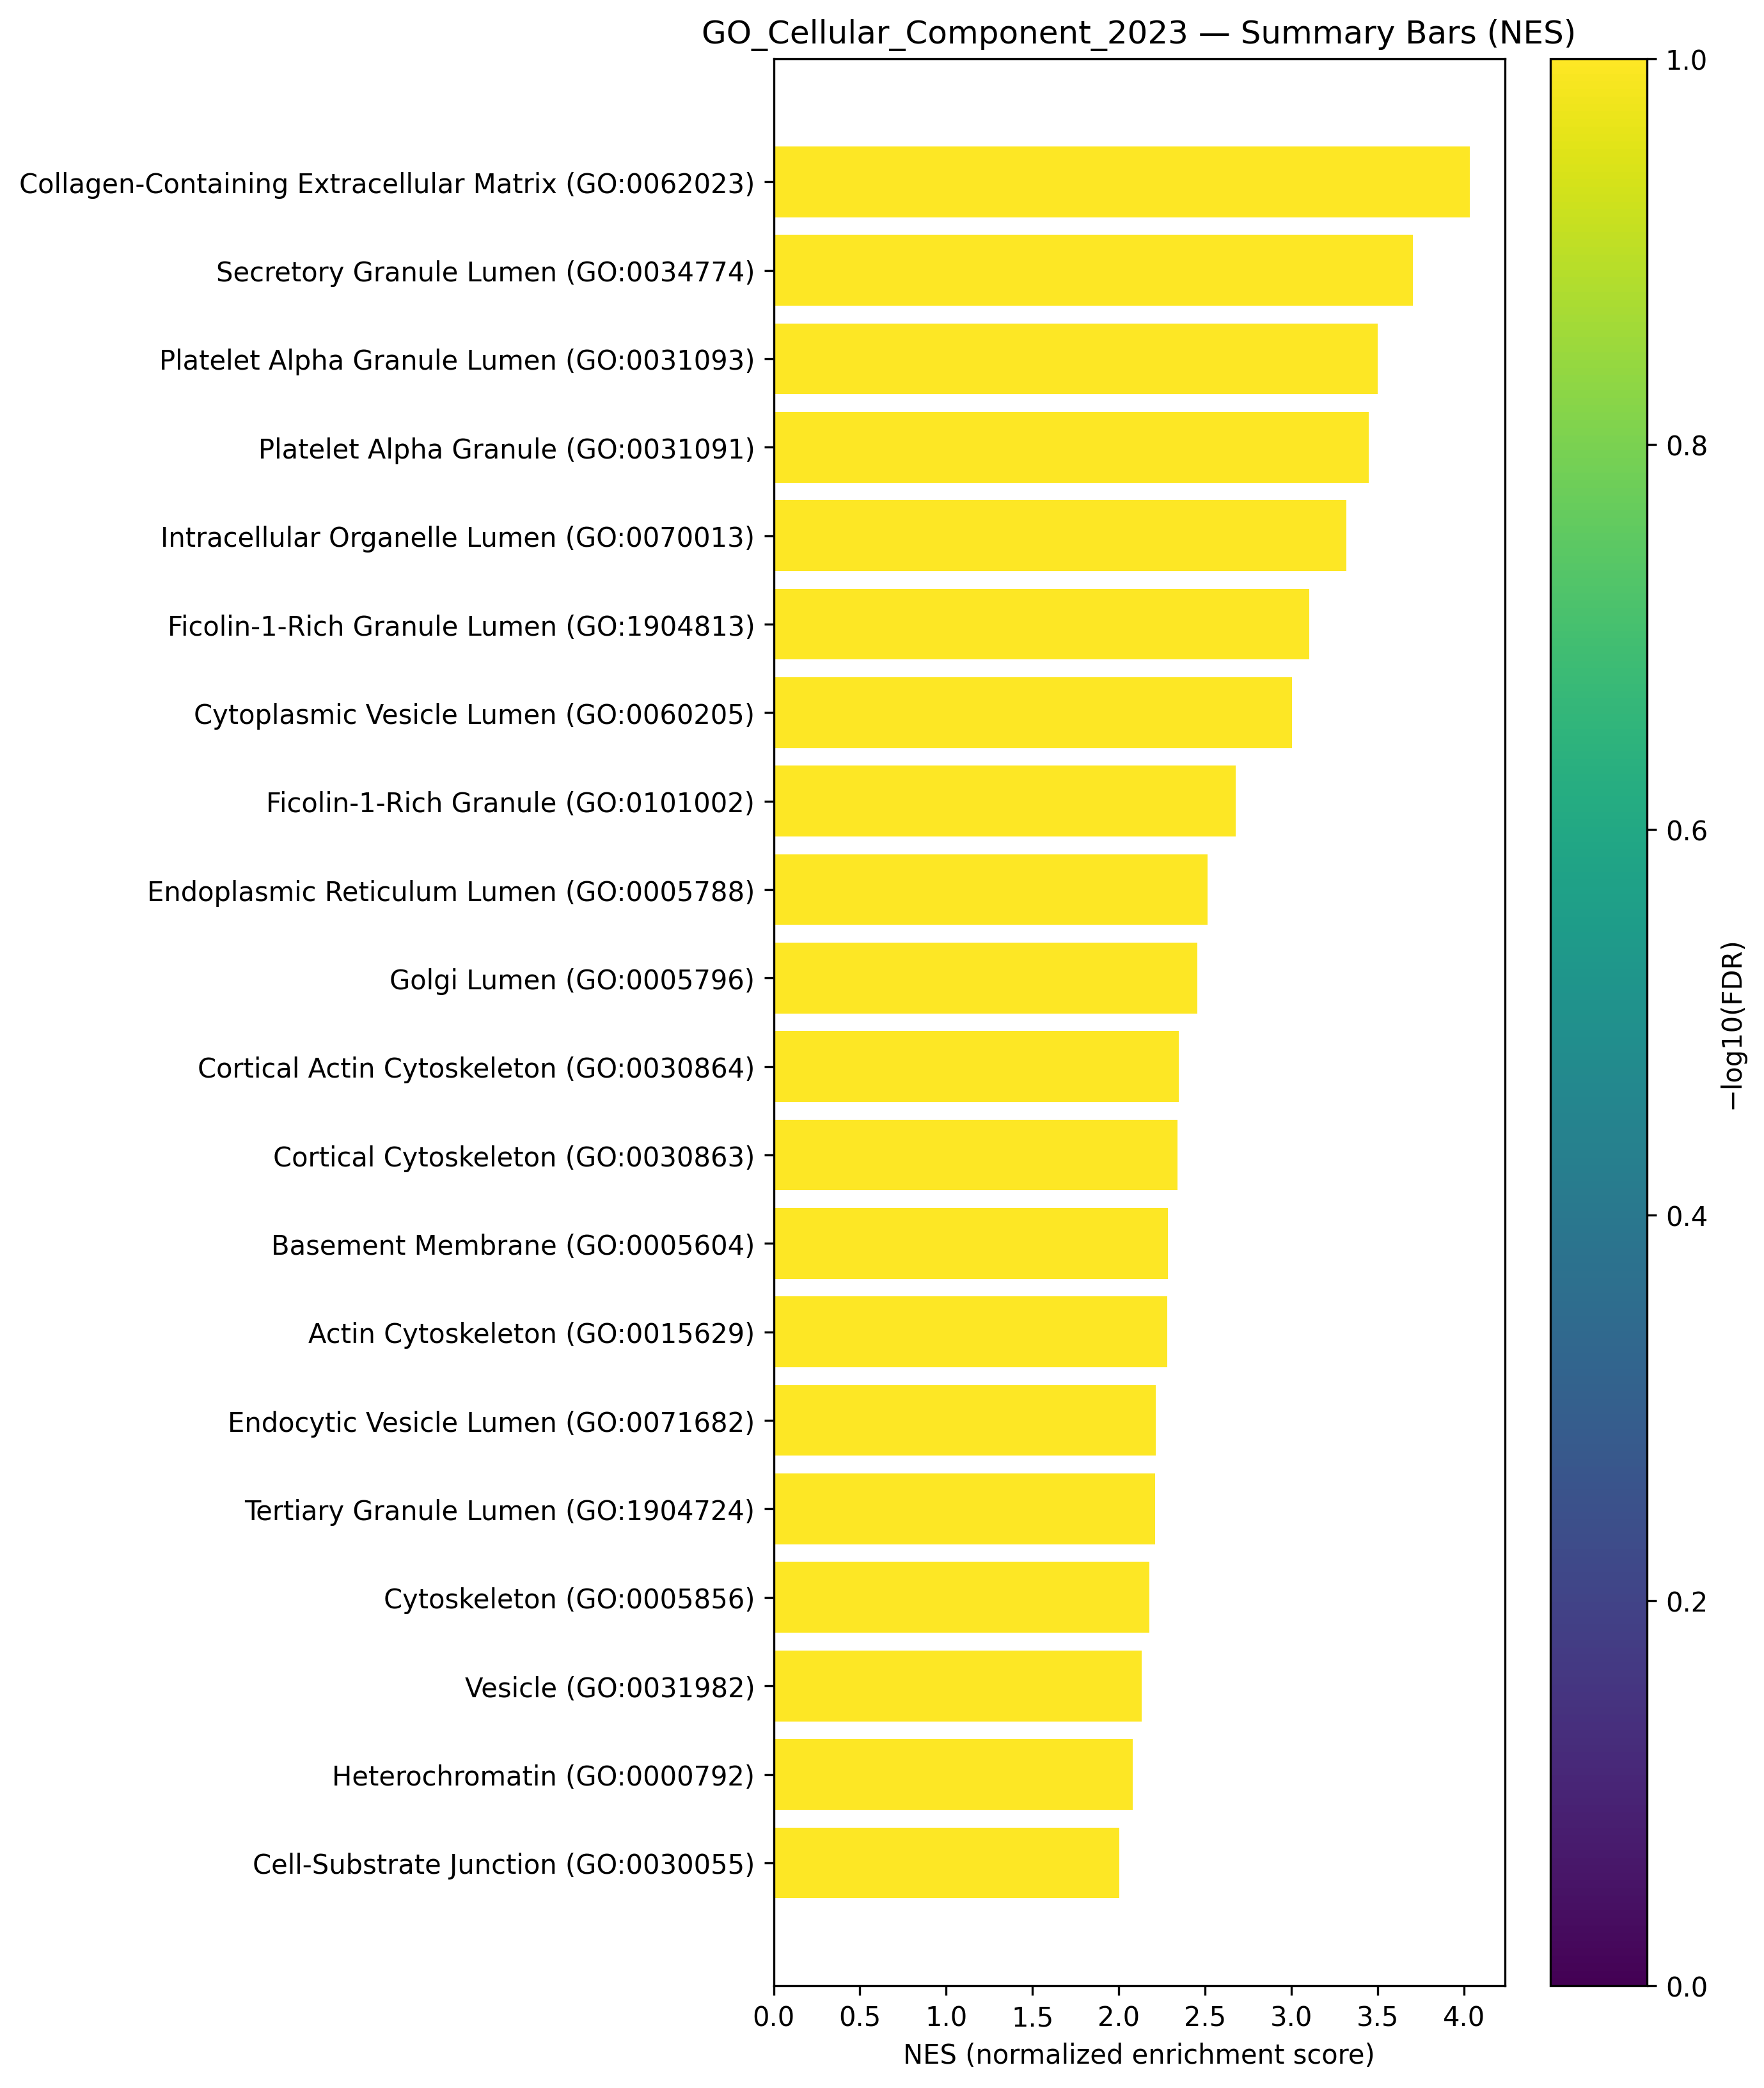 GO_Cellular_Component_2023 — Summary Bars (NES)
Collagen-Containing Extracellular Matrix (GO:0062023)
Secretory Granule Lumen (GO:0034774)
Platelet Alpha Granule Lumen (GO:0031093)
Platelet Alpha Granule (GO:0031091)
Intracellular Organelle Lumen (GO:0070013)
Ficolin-1-Rich Granule Lumen (GO:1904813)
Cytoplasmic Vesicle Lumen (GO:0060205)
Ficolin-1-Rich Granule (GO:0101002)
Endoplasmic Reticulum Lumen (GO:0005788)
Golgi Lumen (GO:0005796)
Cortical Actin Cytoskeleton (GO:0030864)
Cortical Cytoskeleton (GO:0030863)
Basement Membrane (GO:0005604)
Actin Cytoskeleton (GO:0015629)
Endocytic Vesicle Lumen (GO:0071682)
Tertiary Granule Lumen (GO:1904724)
Cytoskeleton (GO:0005856)
Vesicle (GO:0031982)
Heterochromatin (GO:0000792)
Cell-Substrate Junction (GO:0030055)
0.0 0.5 1.0 1.5 2.0 2.5 3.0 3.5 4.0
NES (normalized enrichment score)
1.0
0.8
0.6
0.4
0.2
0.0
−log10(FDR)